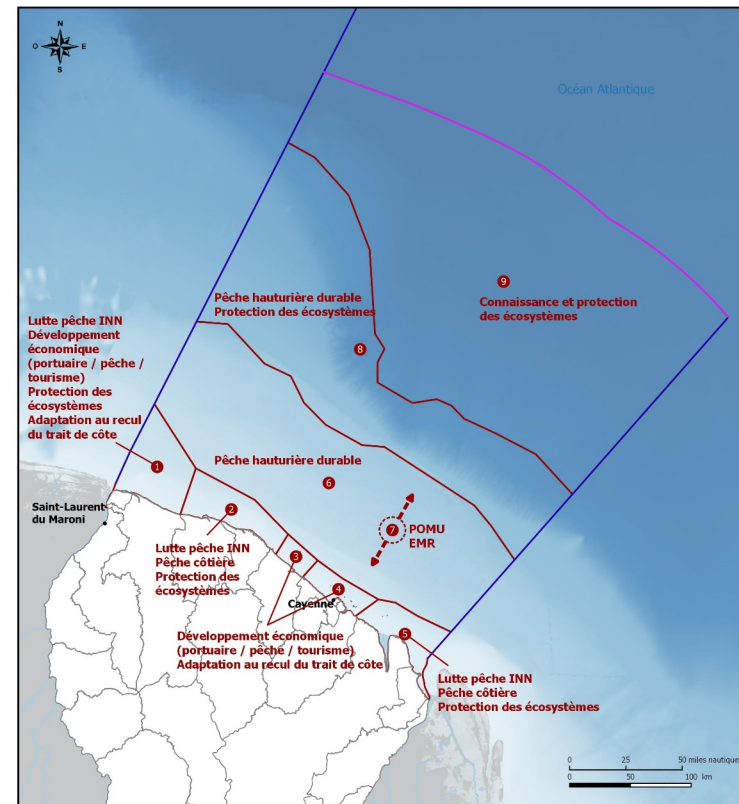 N
O
E
S
Océan Atlantique
9
Connaissance et protection
des écosystèmes
Pêche hauturière durable
Protection des écosystèmes
8
Lutte pêche INN
Développement
économique
(portuaire / pêche /
tourisme)
Protection des
écosystèmes
Adaptation au recul
du trait de côte
1
Pêche hauturière durable
6
Saint-Laurent
du Maroni
2
7
POMU
EMR
Lutte pêche INN
Pêche côtière
Protection des
écosystèmes
3
4
Cayenne
5
Développement économique
(portuaire / pêche / tourisme)
Adaptation au recul du trait de côte
Lutte pêche INN
Pêche côtière
Protection des écosystèmes
0 25 50 miles nautiques
0 50 100 km